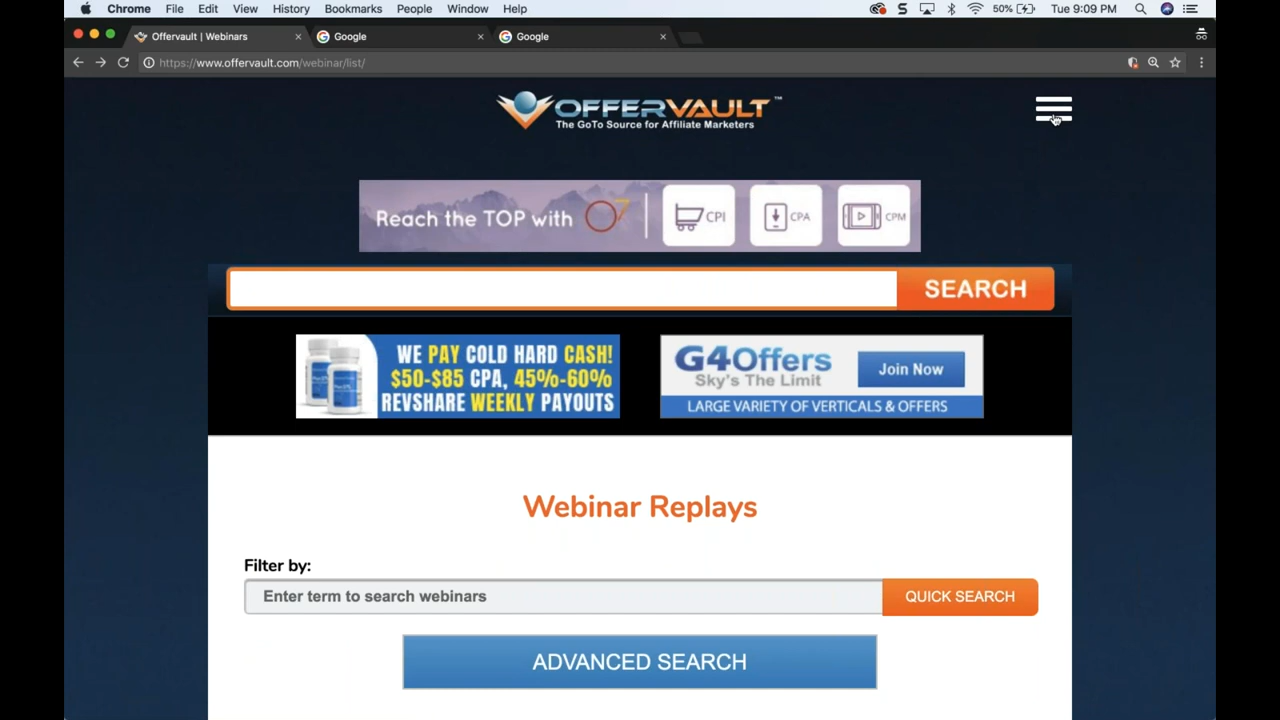 Chrome File Edit View History Bookmarks People Window Help 50% Tue 9:09 PM
Offervault | Webinars Google Google
https://www.offervault.com/webinar/list/
OFFERVAULT™
The GoTo Source for Affiliate Marketers
Reach the TOP with O7 CPI CPA CPM
SEARCH
WE PAY COLD HARD CASH!
$50-$85 CPA, 45%-60%
REVSHARE WEEKLY PAYOUTS
G4Offers
Sky's The Limit
Join Now
LARGE VARIETY OF VERTICALS & OFFERS
Webinar Replays
Filter by:
Enter term to search webinars QUICK SEARCH
ADVANCED SEARCH